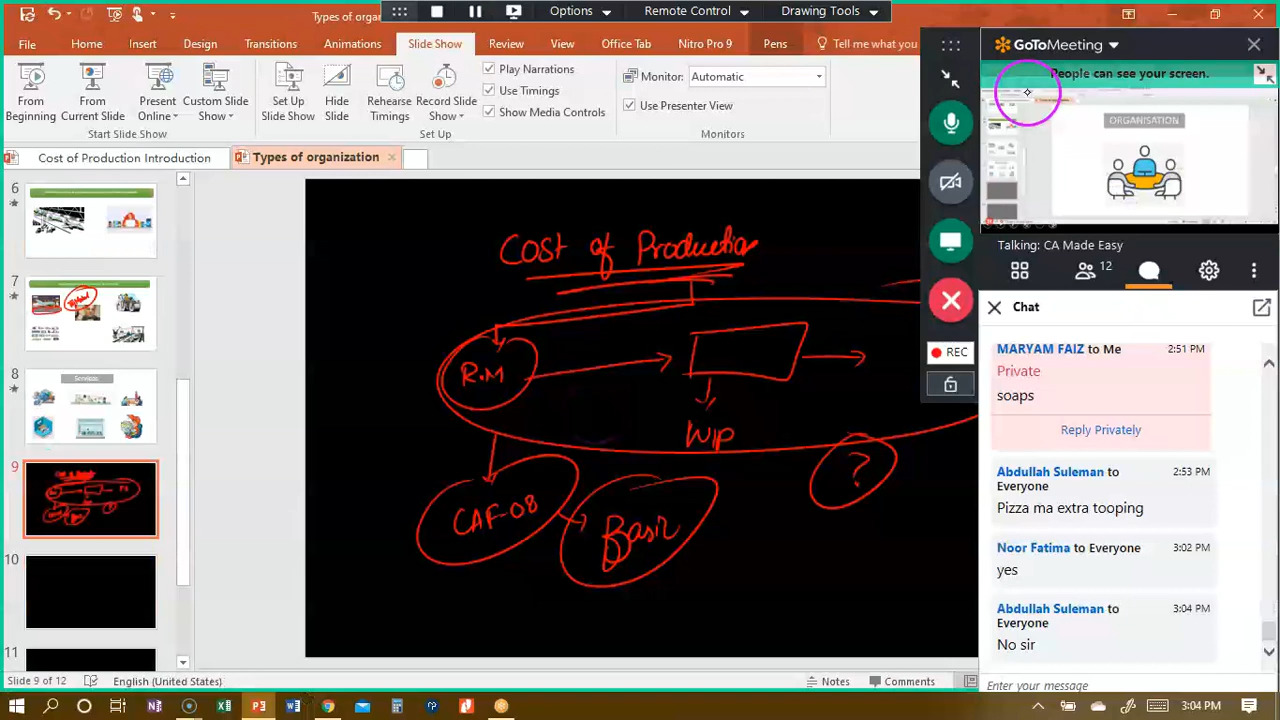 Types of organ
Options
Remote Control
Drawing Tools
File
Home
Insert
Design
Transitions
Animations
Slide Show
Review
View
Office Tab
Nitro Pro 9
Pens
Tell me what you
From Beginning
From Current Slide
Present Online
Custom Slide Show
Start Slide Show
Set Up Slide Show
Hide Slide
Rehearse Timings
Record Slide Show
Play Narrations
Use Timings
Show Media Controls
Set Up
Monitor:
Automatic
Use Presenter View
Monitors
Cost of Production Introduction
Types of organization
6
7
8
Services
9
10
11
Cost of Production
R.M
WIP
?
CAF-08
Basic
REC
GoToMeeting
People can see your screen.
ORGANISATION
Talking: CA Made Easy
12
Chat
MARYAM FAIZ to Me
2:51 PM
Private
soaps
Reply Privately
Abdullah Suleman to Everyone
2:53 PM
Pizza ma extra tooping
Noor Fatima to Everyone
3:02 PM
yes
Abdullah Suleman to Everyone
3:04 PM
No sir
Enter your message
Slide 9 of 12
English (United States)
Notes
Comments
3:04 PM